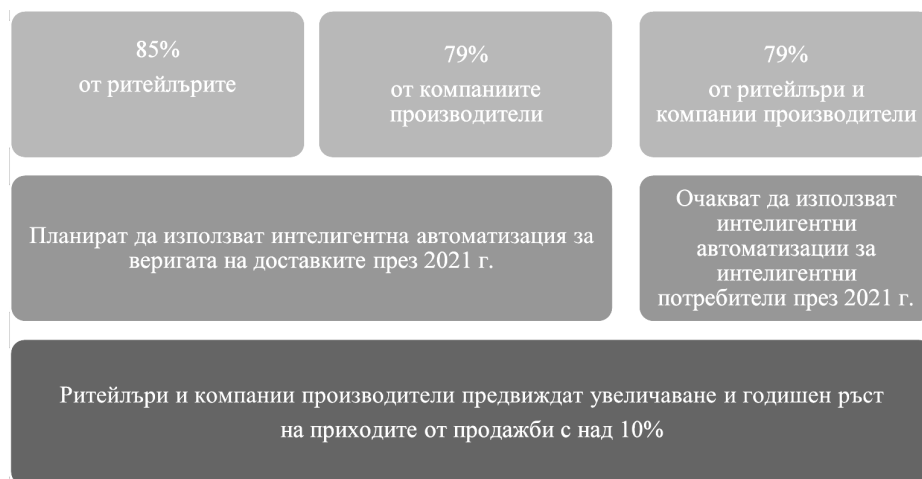 85%
от ритейлърите
79%
от компаниите
производители
79%
от ритейлъри и
компании производители
Планират да използват интелигентна автоматизация за
веригата на доставките през 2021 г.
Очакват да използват
интелигентни
автоматизации за
интелигентни
потребители през 2021 г.
Ритейлъри и компании производители предвиждат увеличаване и годишен ръст
на приходите от продажби с над 10%